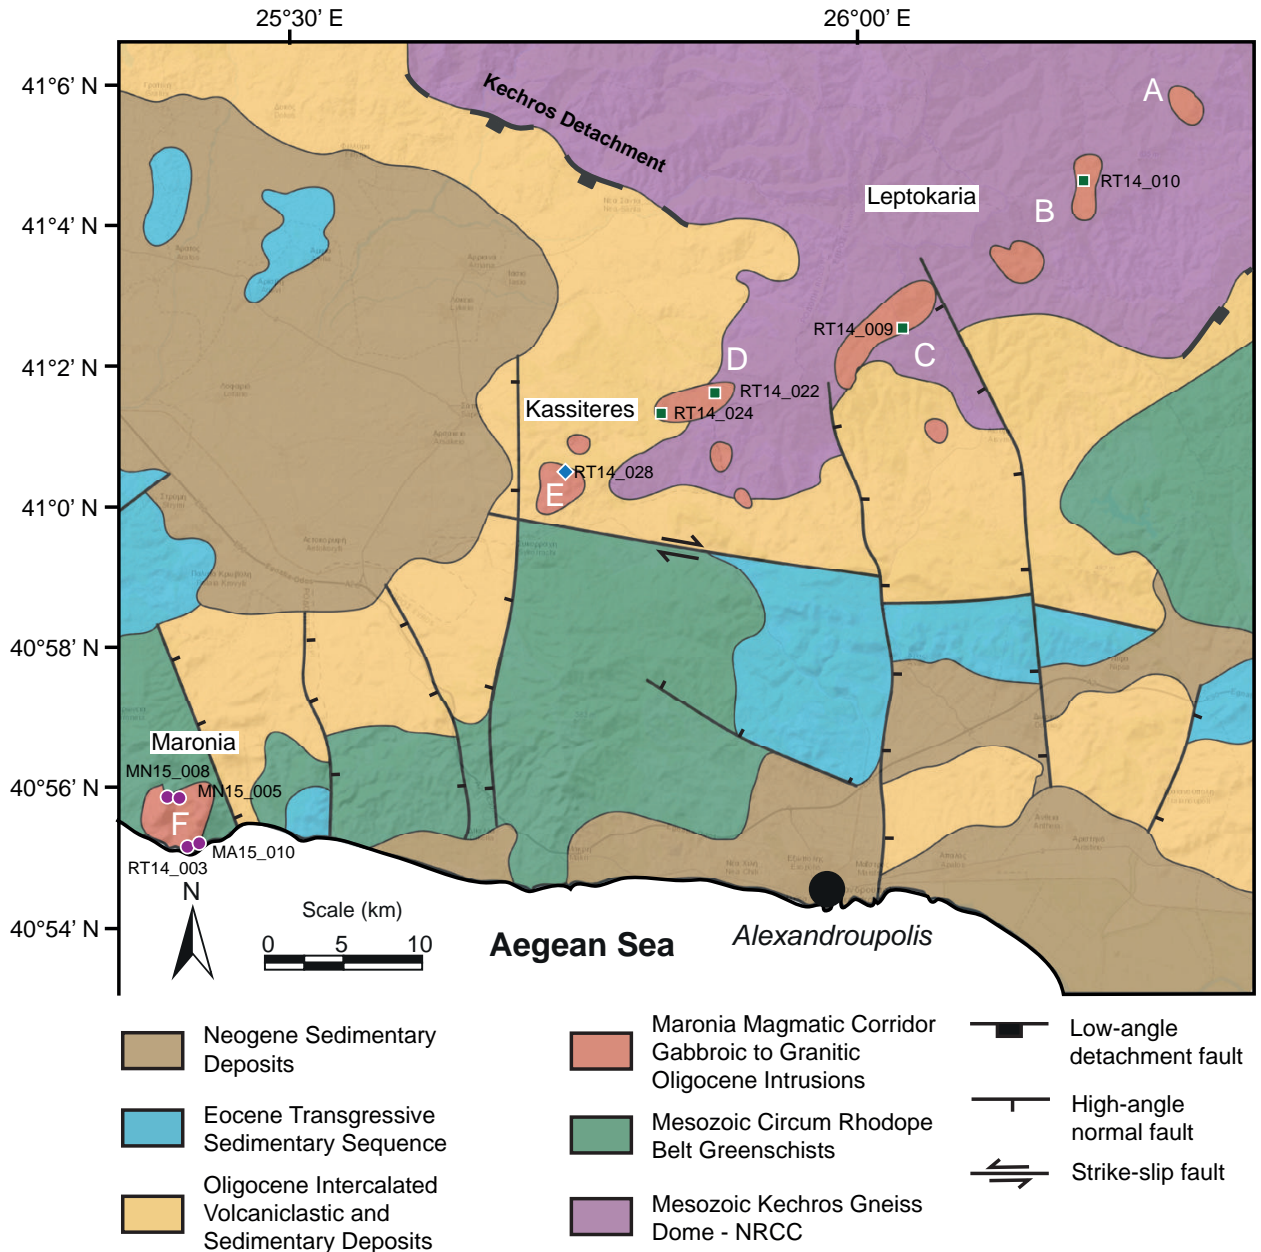 25°30’ E
26°00’ E
41°6’ N
41°4’ N
41°2’ N
41°0’ N
40°58’ N
40°56’ N
40°54’ N
Kechros Detachment
A
RT14_010
Leptokaria
B
RT14_009
C
D
RT14_022
Kassiteres
RT14_024
RT14_028
E
Maronia
MN15_008
MN15_005
F
MA15_010
RT14_003
N
Scale (km)
0 5 10
Aegean Sea
Alexandroupolis
Neogene Sedimentary
Deposits
Eocene Transgressive
Sedimentary Sequence
Oligocene Intercalated
Volcaniclastic and
Sedimentary Deposits
Maronia Magmatic Corridor
Gabbroic to Granitic
Oligocene Intrusions
Mesozoic Circum Rhodope
Belt Greenschists
Mesozoic Kechros Gneiss
Dome - NRCC
Low-angle
detachment fault
High-angle
normal fault
Strike-slip fault